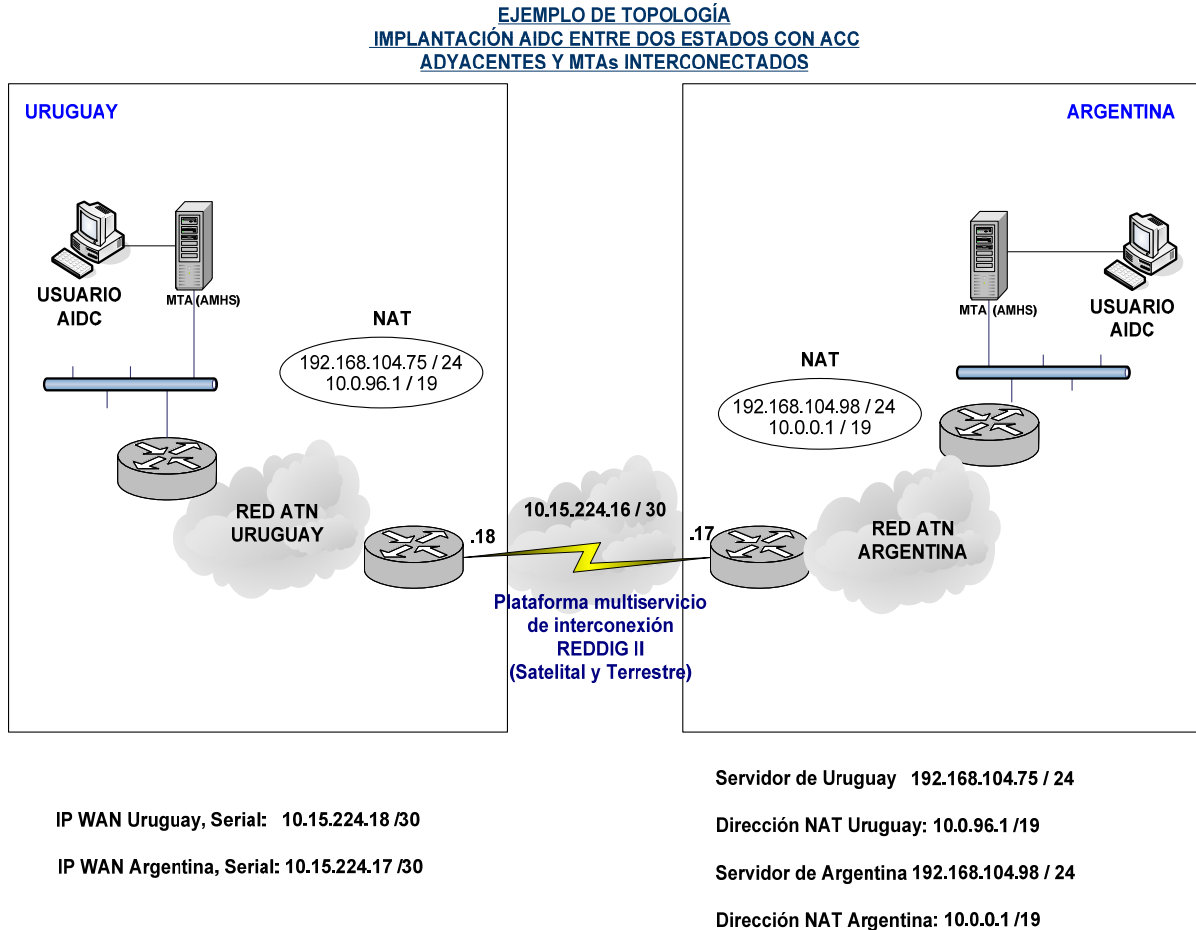 EJEMPLO DE TOPOLOGÍA
IMPLANTACIÓN AIDC ENTRE DOS ESTADOS CON ACC
ADYACENTES Y MTAs INTERCONECTADOS
URUGUAY
USUARIO
AIDC
MTA (AMHS)
NAT
192.168.104.75 / 24
10.0.96.1 / 19
RED ATN
URUGUAY
.18
10.15.224.16 / 30
.17
Plataforma multiservicio
de interconexión
REDDIG II
(Satelital y Terrestre)
ARGENTINA
MTA (AMHS)
USUARIO
AIDC
NAT
192.168.104.98 / 24
10.0.0.1 / 19
RED ATN
ARGENTINA
IP WAN Uruguay, Serial: 10.15.224.18 /30
IP WAN Argentina, Serial: 10.15.224.17 /30
Servidor de Uruguay 192.168.104.75 / 24
Dirección NAT Uruguay: 10.0.96.1 /19
Servidor de Argentina 192.168.104.98 / 24
Dirección NAT Argentina: 10.0.0.1 /19